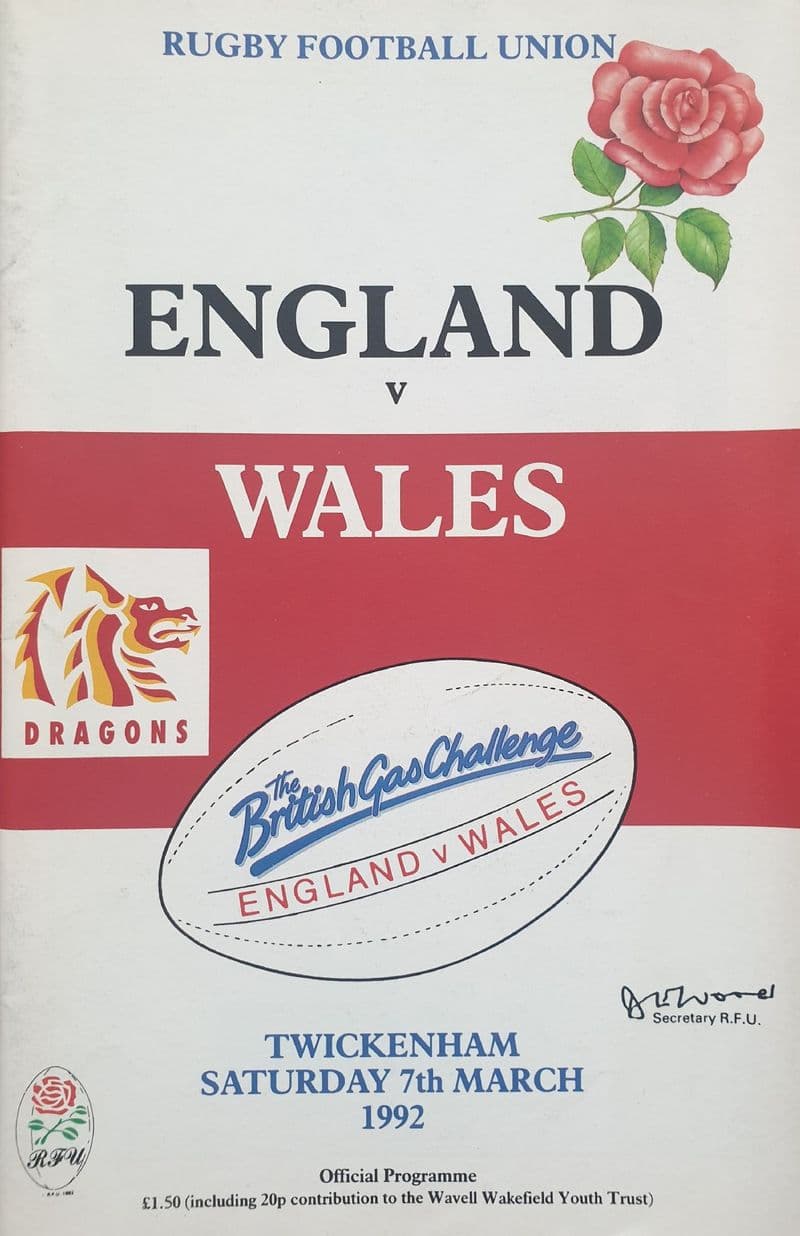 RUGBY FOOTBALL UNION
ENGLAND
v
WALES
DRAGONS
The
British Gas Challenge
ENGLAND v WALES
Secretary R.F.U.
TWICKENHAM
SATURDAY 7th MARCH
1992
RFU
Official Programme
£1.50 (including 20p contribution to the Wavell Wakefield Youth Trust)